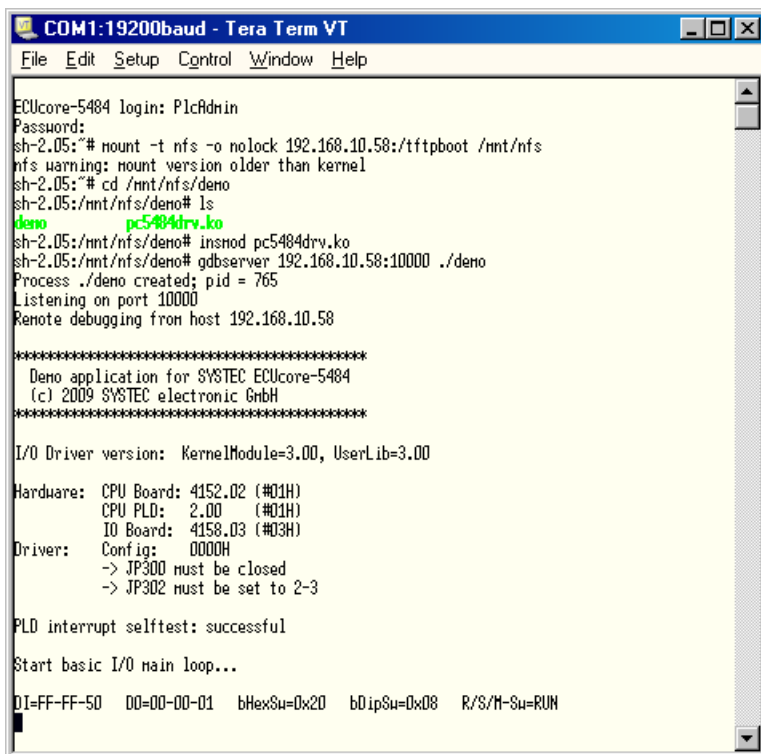 COM1:19200baud - Tera Term VT
File Edit Setup Control Window Help
ECUcore-5484 login: PlcAdmin
Password:
sh-2.05:~# mount -t nfs -o nolock 192.168.10.58:/tftpboot /mnt/nfs
nfs warning: mount version older than kernel
sh-2.05:~# cd /mnt/nfs/demo
sh-2.05:/mnt/nfs/demo# ls
demo pc5484drv.ko
sh-2.05:/mnt/nfs/demo# insmod pc5484drv.ko
sh-2.05:/mnt/nfs/demo# gdbserver 192.168.10.58:10000 ./demo
Process ./demo created; pid = 765
Listening on port 10000
Remote debugging from host 192.168.10.58
**********************************************
Demo application for SYSTEC ECUcore-5484
(c) 2009 SYSTEC electronic GmbH
**********************************************
I/O Driver version: KernelModule=3.00, UserLib=3.00
Hardware: CPU Board: 4152.02 (#01H)
CPU PLD: 2.00 (#01H)
IO Board: 4158.03 (#03H)
Driver: Config: 0000H
-> JP300 must be closed
-> JP302 must be set to 2-3
PLD interrupt selftest: successful
Start basic I/O main loop...
DI=FF-FF-50 DO=00-00-01 bHexSw=0x20 bDipSw=0x08 R/S/M-Sw=RUN